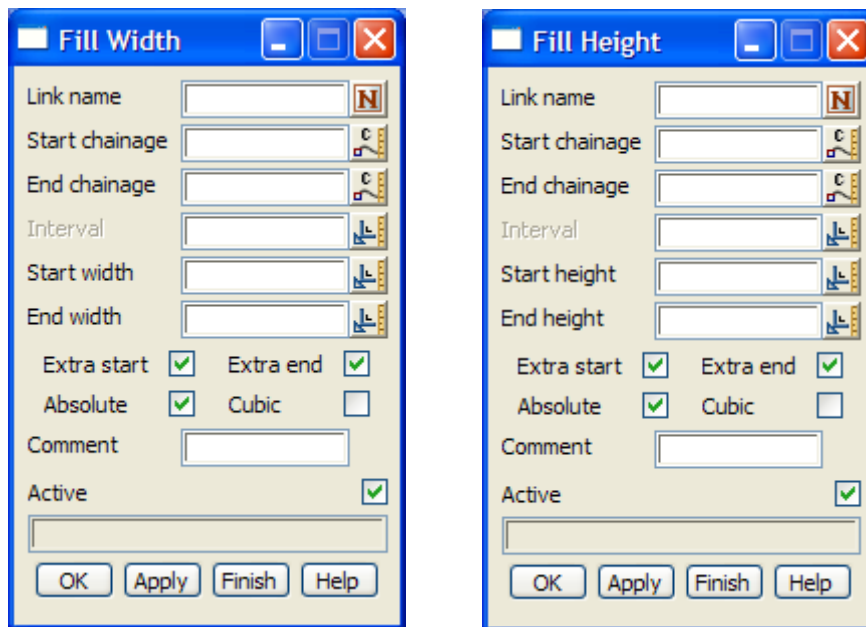 Fill Width
Link name
N
Start chainage
C
End chainage
C
Interval
Start width
End width
Extra start Extra end
Absolute Cubic
Comment
Active
OK Apply Finish Help
Fill Height
Link name
N
Start chainage
C
End chainage
C
Interval
Start height
End height
Extra start Extra end
Absolute Cubic
Comment
Active
OK Apply Finish Help